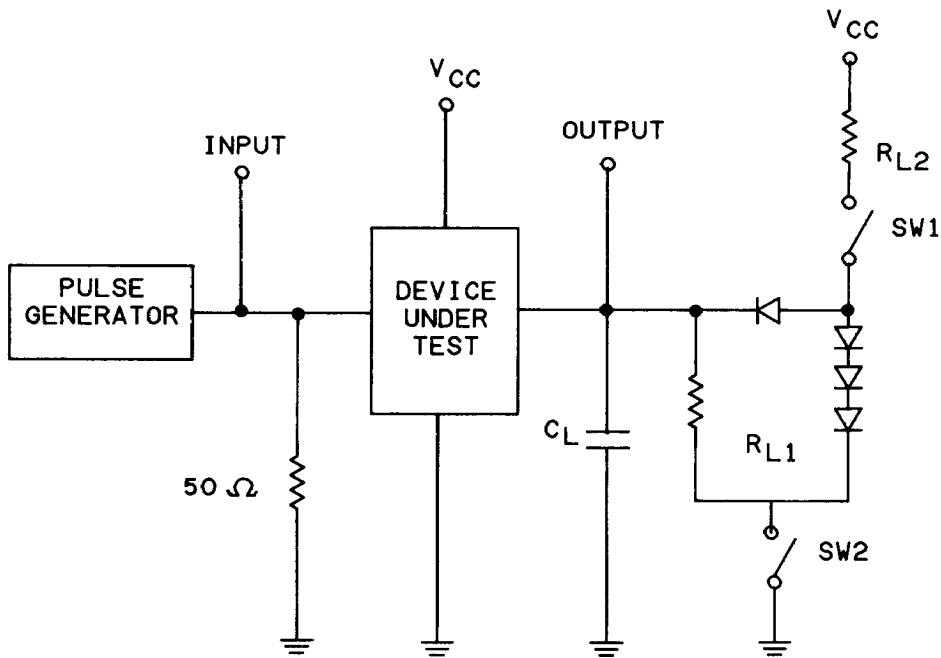 VCC
VCC
INPUT
OUTPUT
RL2
SW1
PULSE
GENERATOR
DEVICE
UNDER
TEST
CL
RL1
50 Ω
SW2